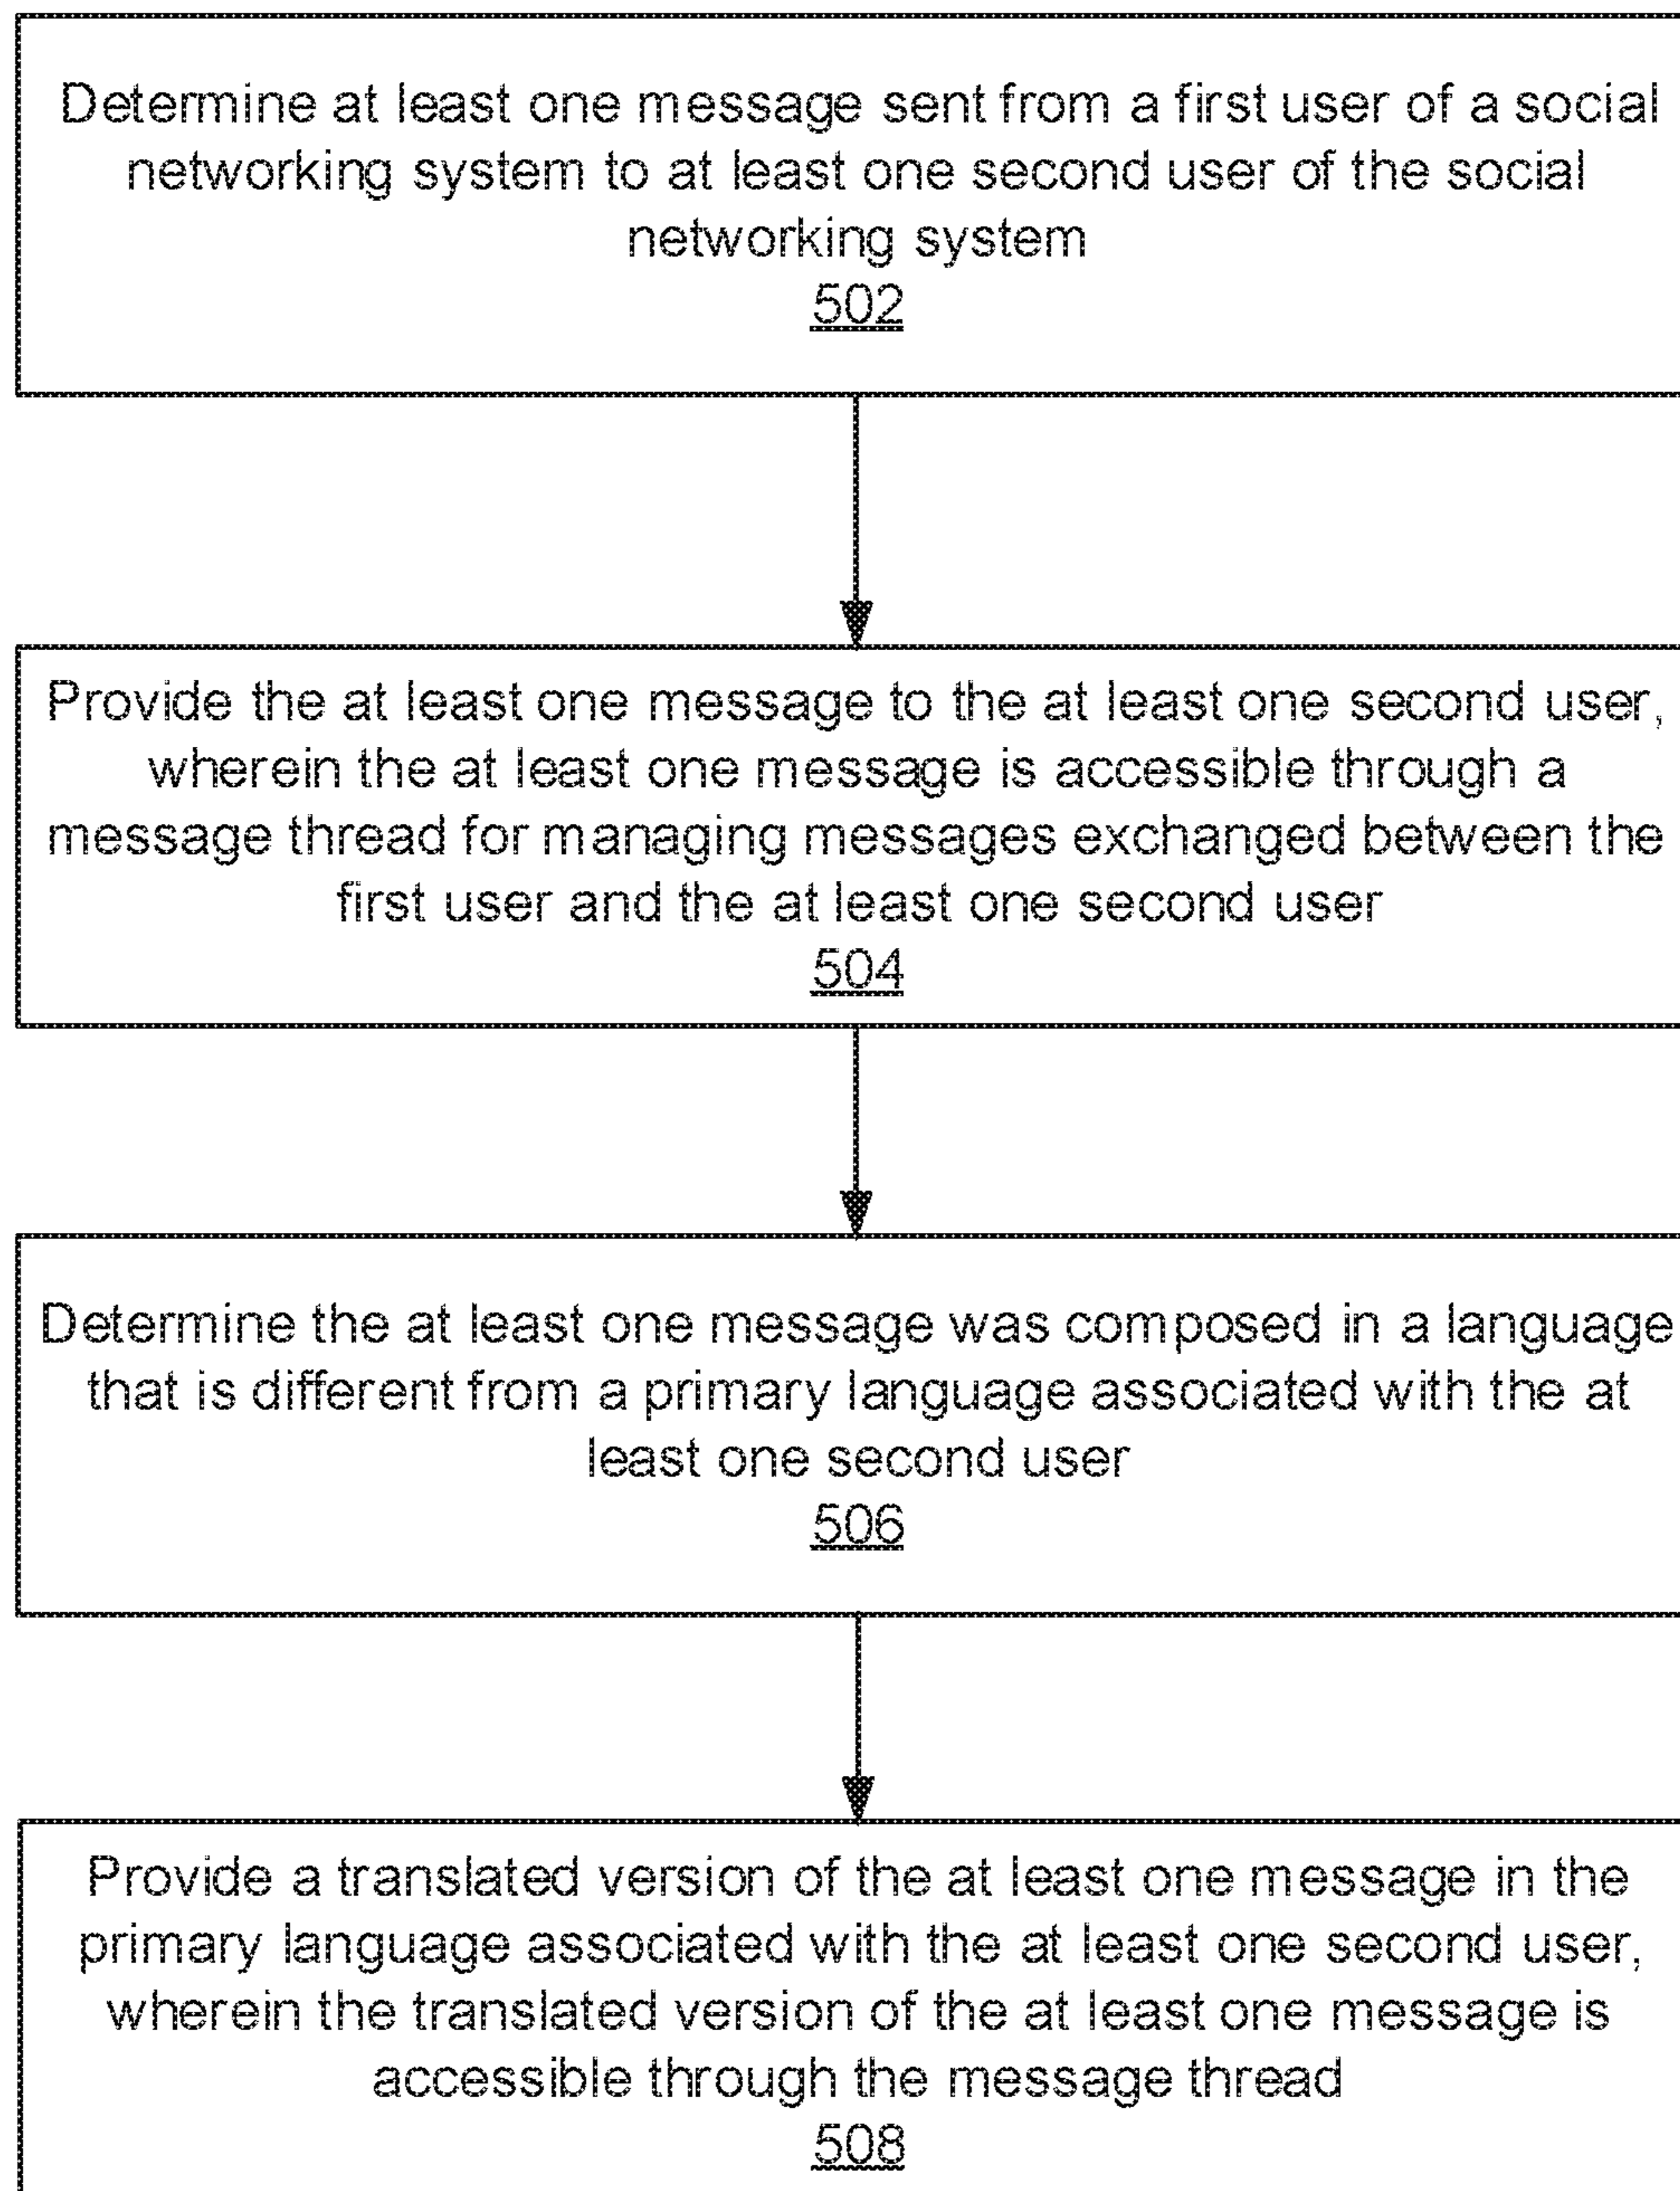 Determine at least one message sent from a first user of a social
networking system to at least one second user of the social
networking system
502
Provide the at least one message to the at least one second user,
wherein the at least one message is accessible through a
message thread for managing messages exchanged between the
first user and the at least one second user
504
Determine the at least one message was composed in a language
that is different from a primary language associated with the at
least one second user
506
Provide a translated version of the at least one message in the
primary language associated with the at least one second user,
wherein the translated version of the at least one message is
accessible through the message thread
508